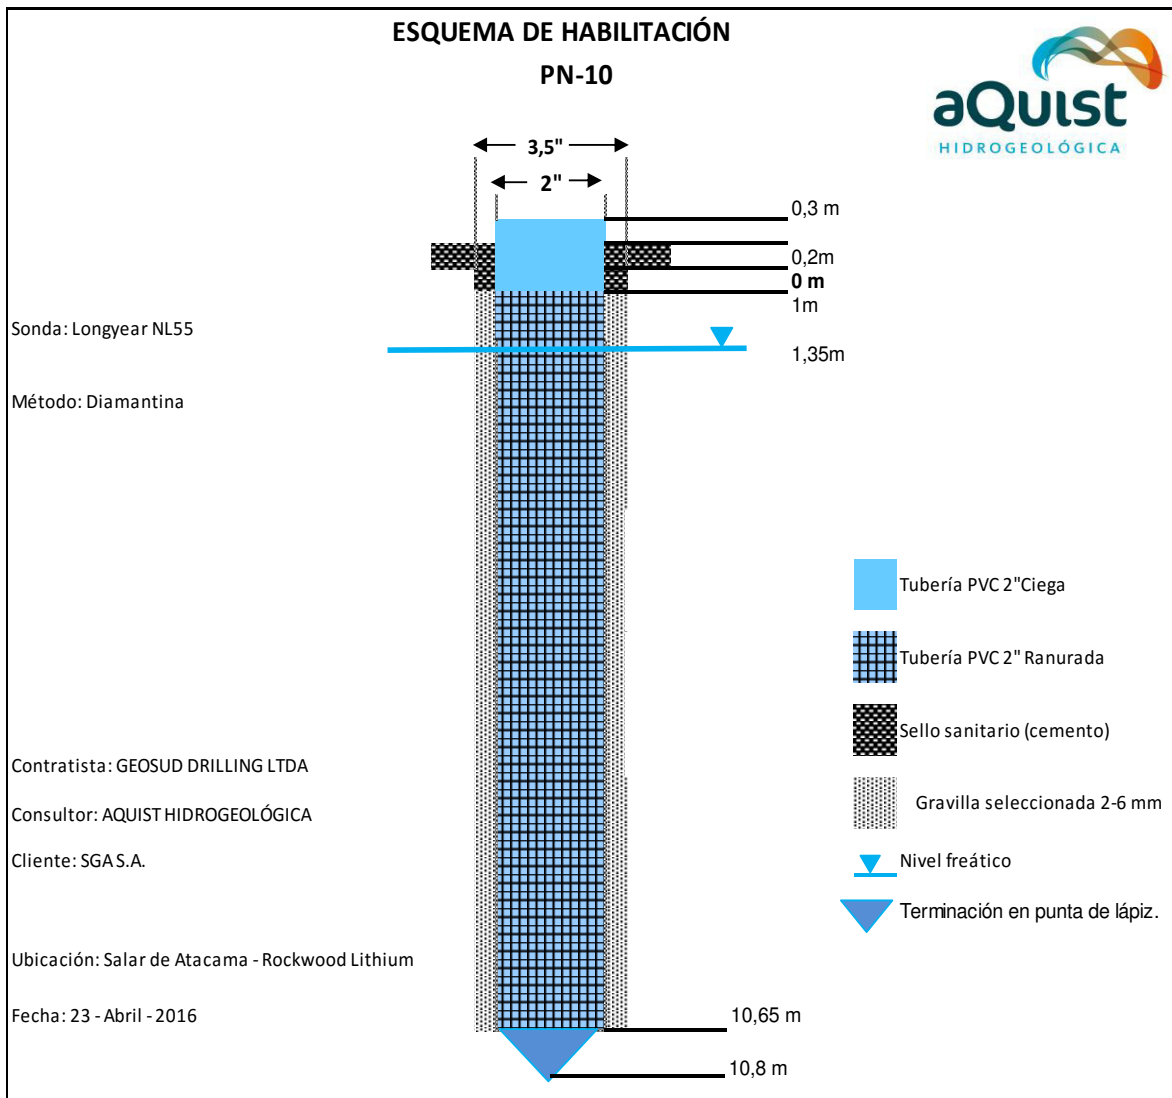 ESQUEMA DE HABILITACIÓN
PN-10
aQuist
HIDROGEOLÓGICA
3,5"
2"
0,3 m
0,2m
0 m
1m
1,35m
Sonda: Longyear NL55
Método: Diamantina
Tubería PVC 2"Ciega
Tubería PVC 2" Ranurada
Sello sanitario (cemento)
Gravilla seleccionada 2-6 mm
Nivel freático
Terminación en punta de lápiz.
Contratista: GEOSUD DRILLING LTDA
Consultor: AQUIST HIDROGEOLÓGICA
Cliente: SGA S.A.
Ubicación: Salar de Atacama - Rockwood Lithium
Fecha: 23 - Abril - 2016
10,65 m
10,8 m